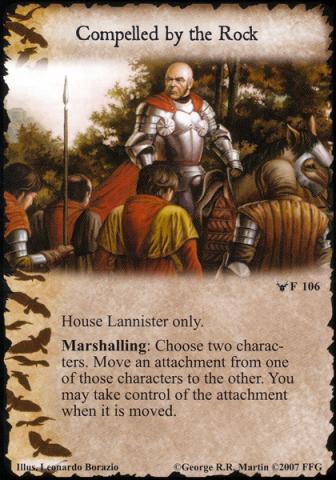 Compelled by the Rock
F 106
House Lannister only.
Marshalling: Choose two charac-
ters. Move an attachment from one
of those characters to the other. You
may take control of the attachment
when it is moved.
Illus. Leonardo Borazio ©George R.R. Martin ©2007 FFG